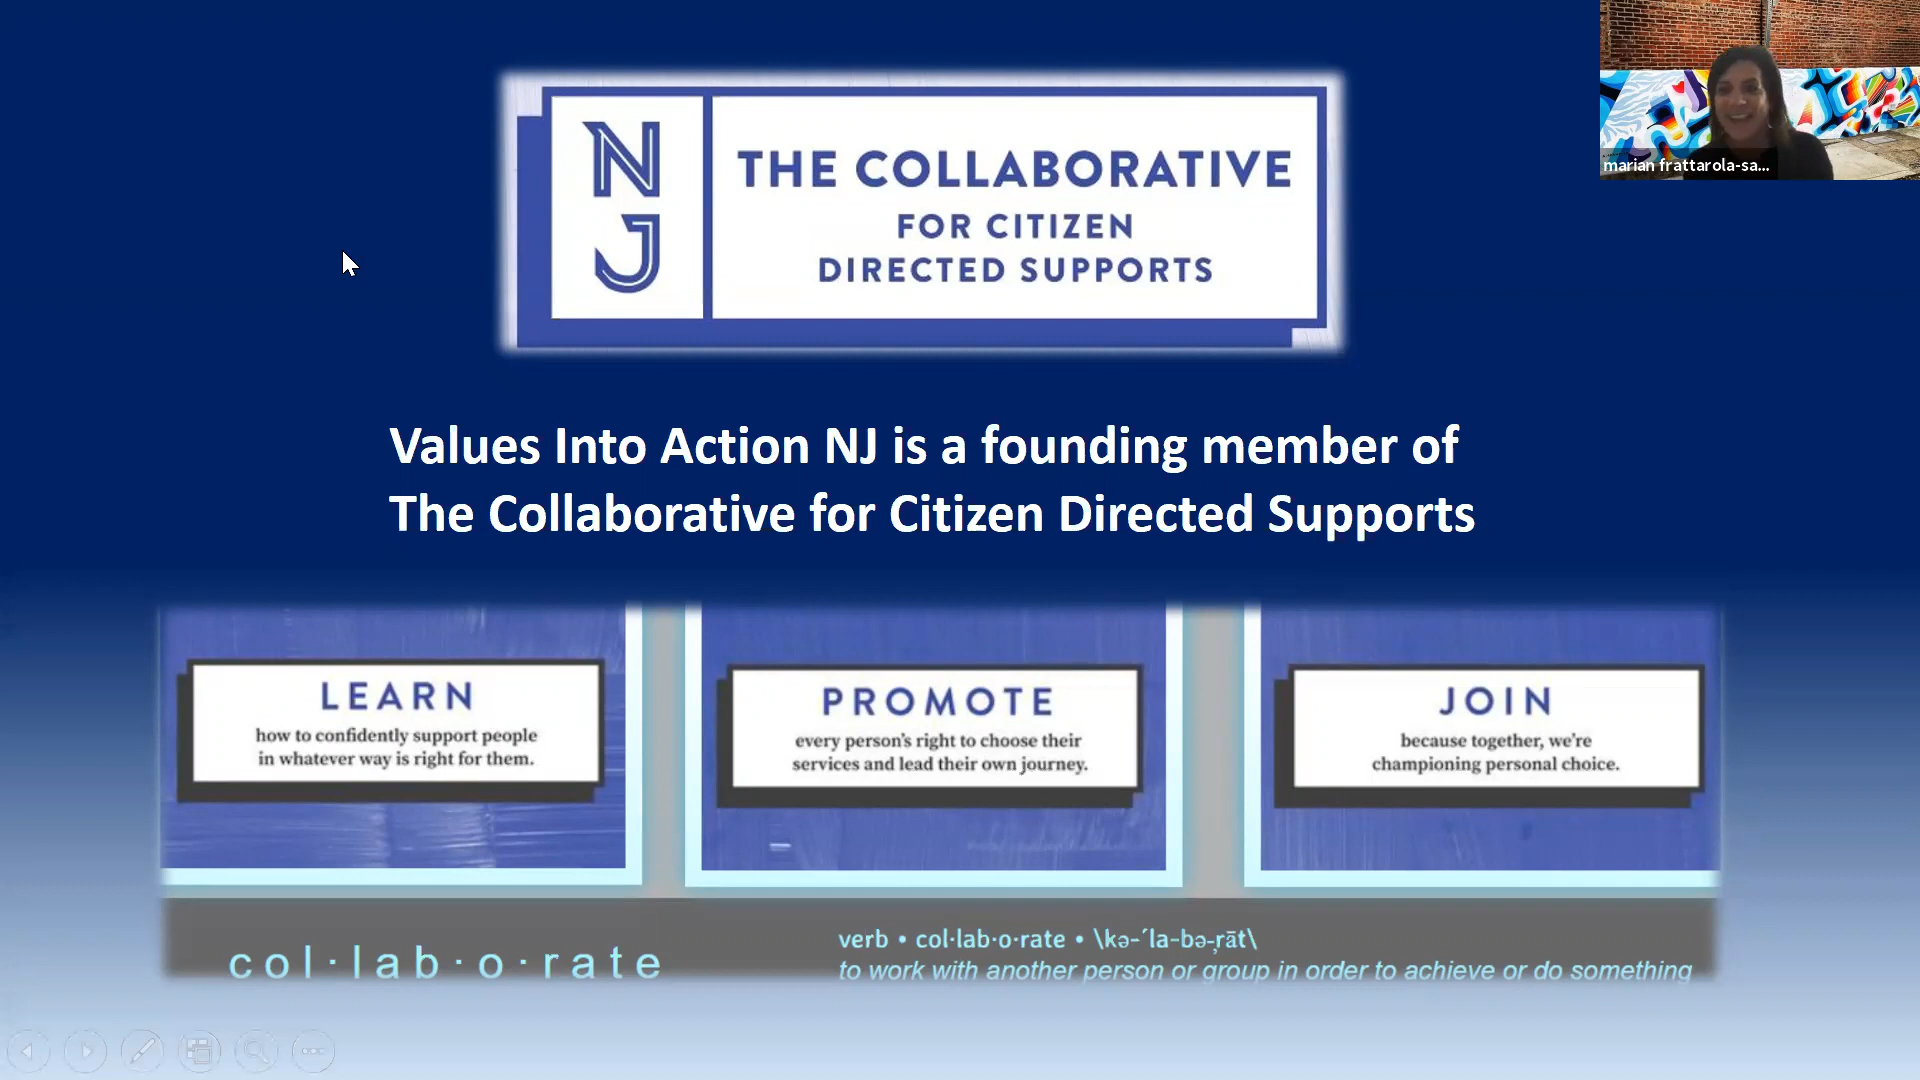 NJ
THE COLLABORATIVE
FOR CITIZEN
DIRECTED SUPPORTS
marian frattarola-sa...
Values Into Action NJ is a founding member of
The Collaborative for Citizen Directed Supports
LEARN
how to confidently support people
in whatever way is right for them.
PROMOTE
every person's right to choose their
services and lead their own journey.
JOIN
because together, we're
championing personal choice.
col·lab·o·rate
verb • col·lab·o·rate • \kə-ˊla-bə-ˌrāt\
to work with another person or group in order to achieve or do something